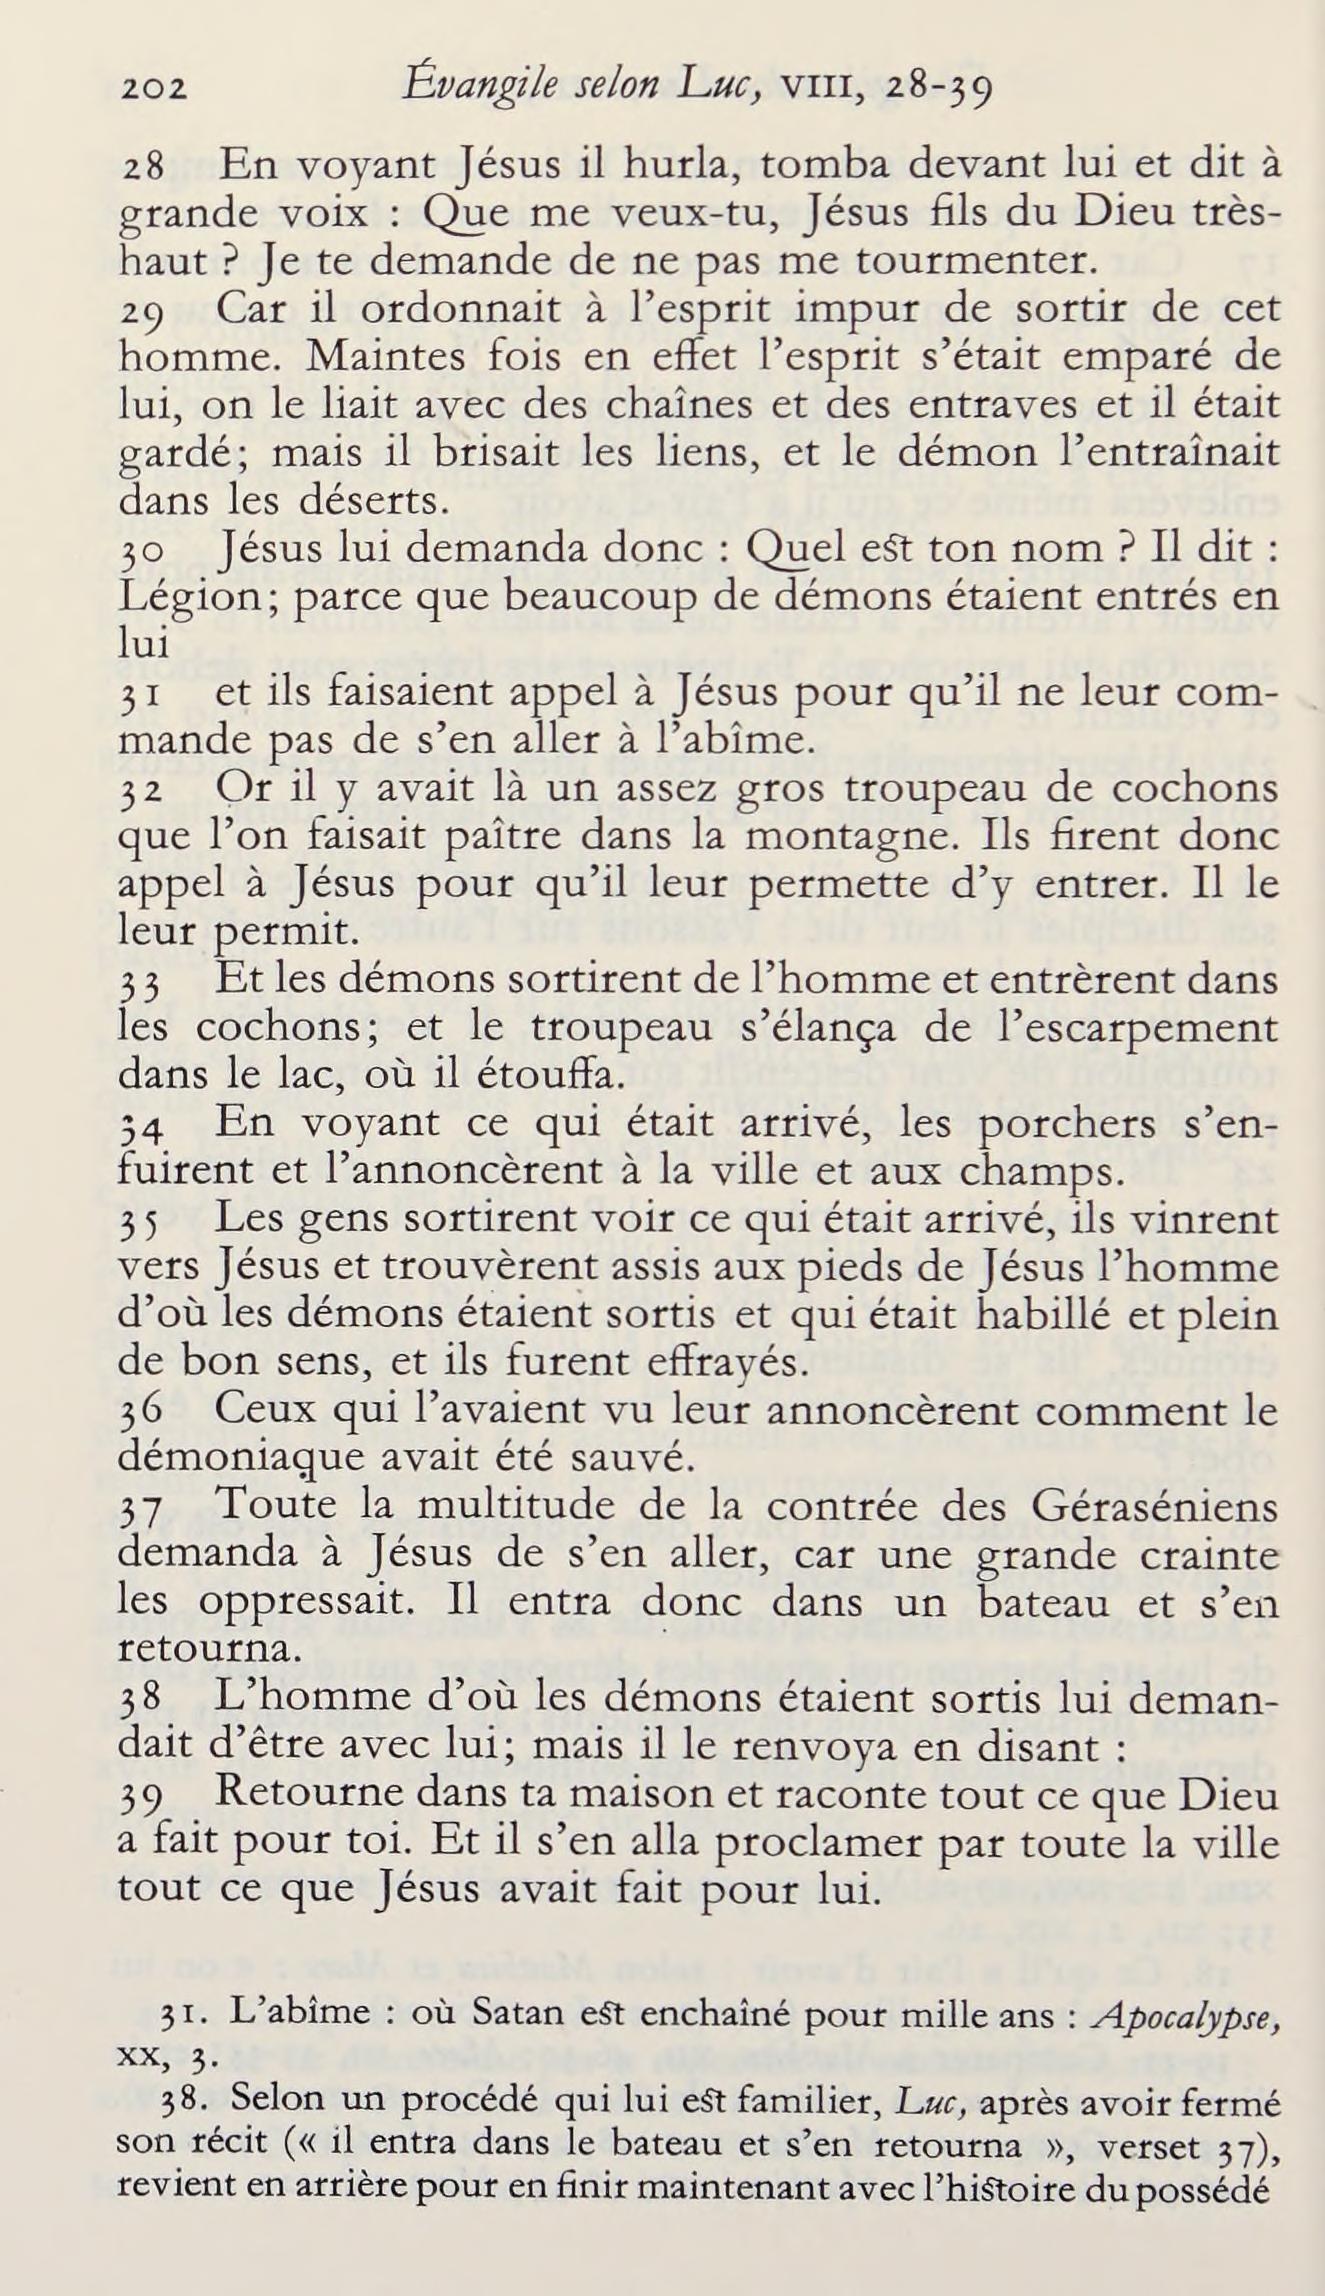 202 Évangile selon Luc, VIII, 28-39
28 En voyant Jésus il hurla, tomba devant lui et dit à
grande voix : Que me veux-tu, Jésus fils du Dieu très-
haut ? Je te demande de ne pas me tourmenter.
29 Car il ordonnait à l’esprit impur de sortir de cet
homme. Maintes fois en effet l’esprit s’était emparé de
lui, on le liait avec des chaînes et des entraves et il était
gardé; mais il brisait les liens, et le démon l’entraînait
dans les déserts.
30 Jésus lui demanda donc : Quel est ton nom ? Il dit :
Légion; parce que beaucoup de démons étaient entrés en
lui
31 et ils faisaient appel à Jésus pour qu’il ne leur com-
mande pas de s’en aller à l’abîme.
32 Or il y avait là un assez gros troupeau de cochons
que l’on faisait paître dans la montagne. Ils firent donc
appel à Jésus pour qu’il leur permette d’y entrer. Il le
leur permit.
33 Et les démons sortirent de l’homme et entrèrent dans
les cochons; et le troupeau s’élança de l’escarpement
dans le lac, où il étouffa.
34 En voyant ce qui était arrivé, les porchers s’en-
fuirent et l’annoncèrent à la ville et aux champs.
35 Les gens sortirent voir ce qui était arrivé, ils vinrent
vers Jésus et trouvèrent assis aux pieds de Jésus l’homme
d’où les démons étaient sortis et qui était habillé et plein
de bon sens, et ils furent effrayés.
36 Ceux qui l’avaient vu leur annoncèrent comment le
démoniaque avait été sauvé.
37 Toute la multitude de la contrée des Géraséniens
demanda à Jésus de s’en aller, car une grande crainte
les oppressait. Il entra donc dans un bateau et s’en
retourna.
38 L’homme d’où les démons étaient sortis lui deman-
dait d’être avec lui; mais il le renvoya en disant :
39 Retourne dans ta maison et raconte tout ce que Dieu
a fait pour toi. Et il s’en alla proclamer par toute la ville
tout ce que Jésus avait fait pour lui.
31. L’abîme : où Satan est enchaîné pour mille ans : Apocalypse,
XX, 3.
38. Selon un procédé qui lui est familier, Luc, après avoir fermé
son récit (« il entra dans le bateau et s’en retourna », verset 37),
revient en arrière pour en finir maintenant avec l’histoire du possédé